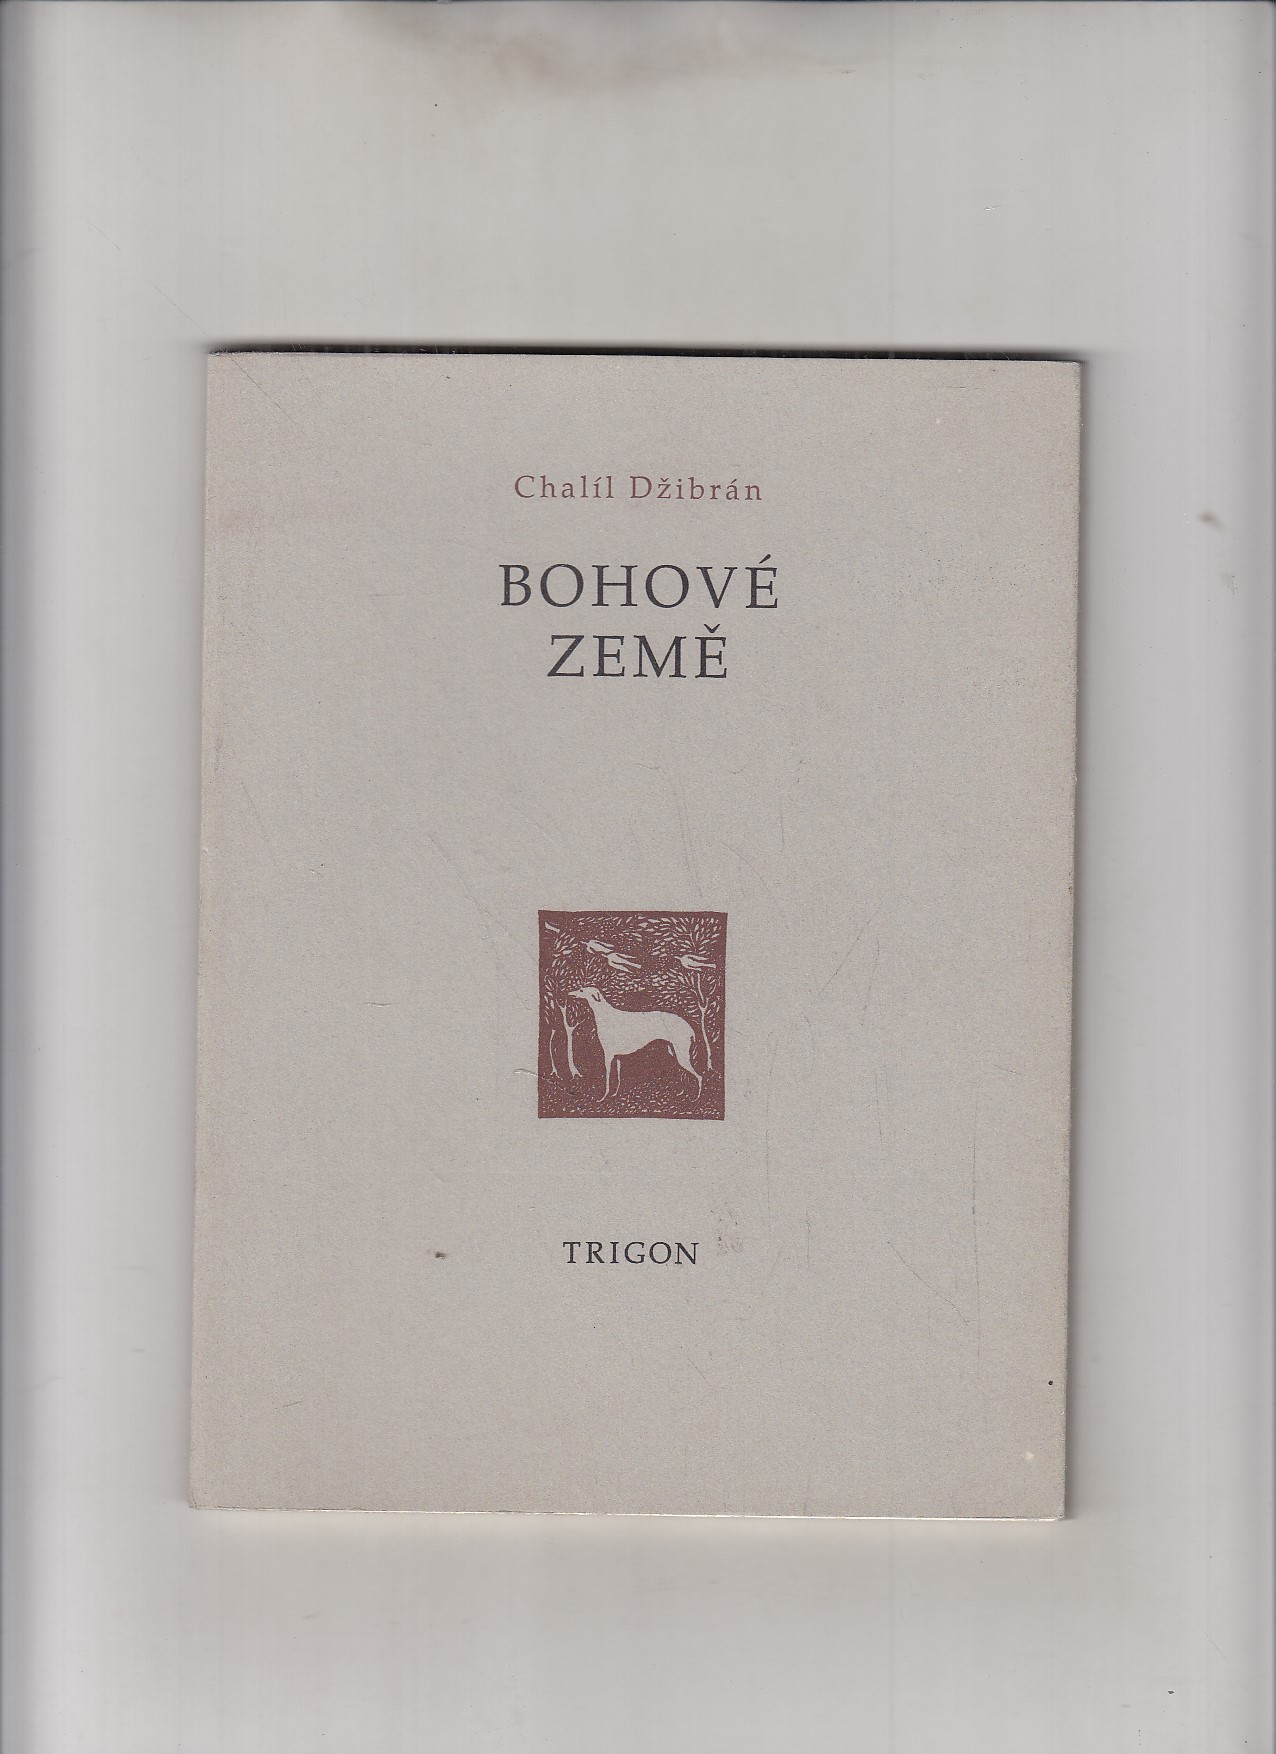 Chalíl Džibrán
BOHOVÉ
ZEMĚ
TRIGON